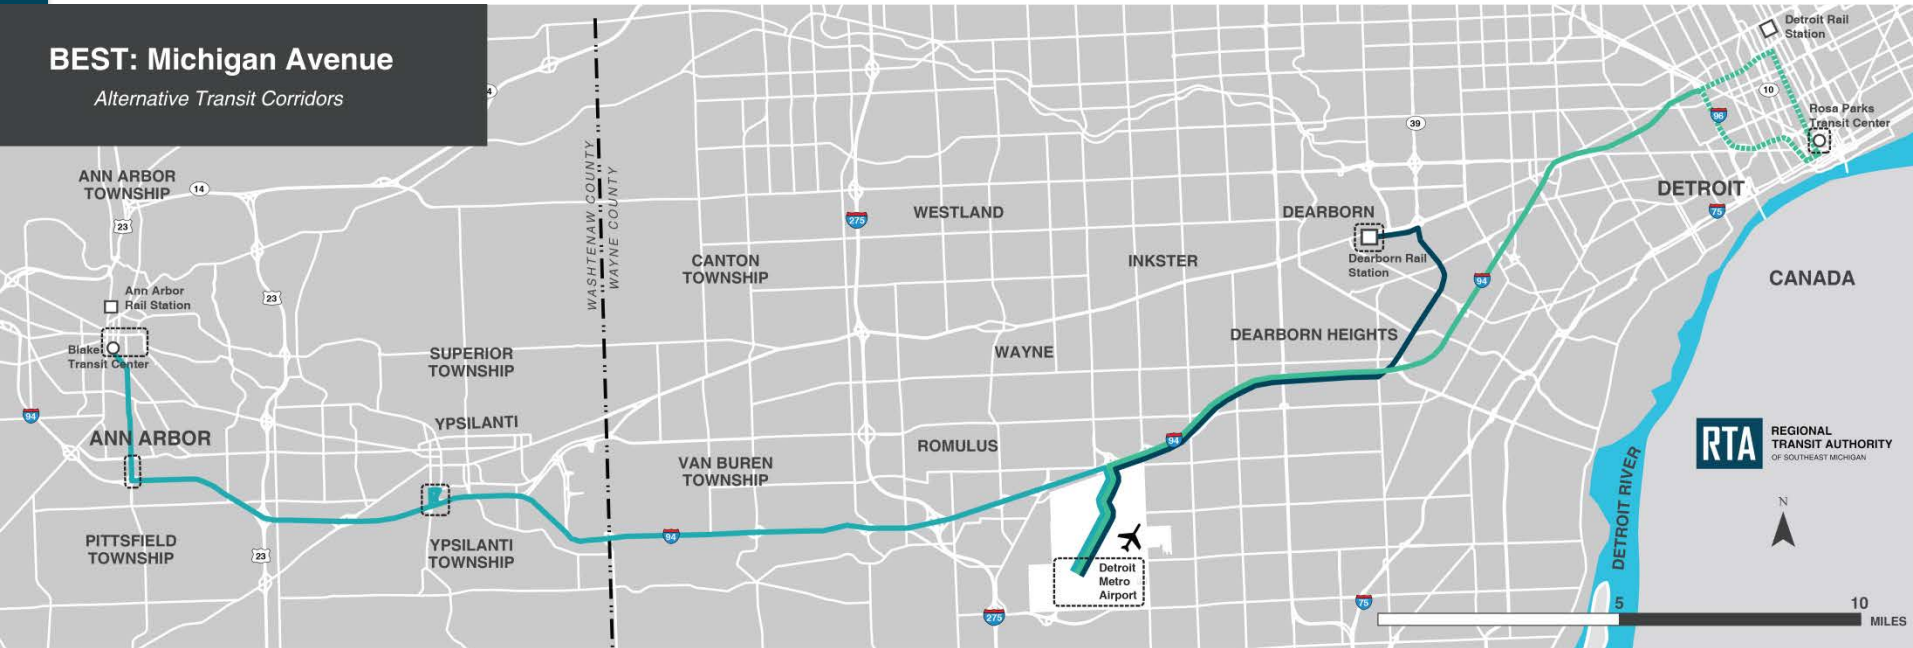 BEST: Michigan Avenue
Alternative Transit Corridors
4
Detroit Rail
Station
10
Rosa Parks
Transit Center
96
39
ANN ARBOR
TOWNSHIP
14
23
WASHTENAW COUNTY
WAYNE COUNTY
275
WESTLAND
DEARBORN
DETROIT
75
CANTON
TOWNSHIP
INKSTER
Dearborn Rail
Station
94
CANADA
Ann Arbor
Rail Station
23
Blake
Transit Center
SUPERIOR
TOWNSHIP
WAYNE
DEARBORN HEIGHTS
94
ANN ARBOR
YPSILANTI
ROMULUS
94
VAN BUREN
TOWNSHIP
RTA
REGIONAL
TRANSIT AUTHORITY
OF SOUTHEAST MICHIGAN
DETROIT RIVER
N
PITTSFIELD
TOWNSHIP
23
YPSILANTI
TOWNSHIP
94
Detroit
Metro
Airport
275
75
5
10
MILES